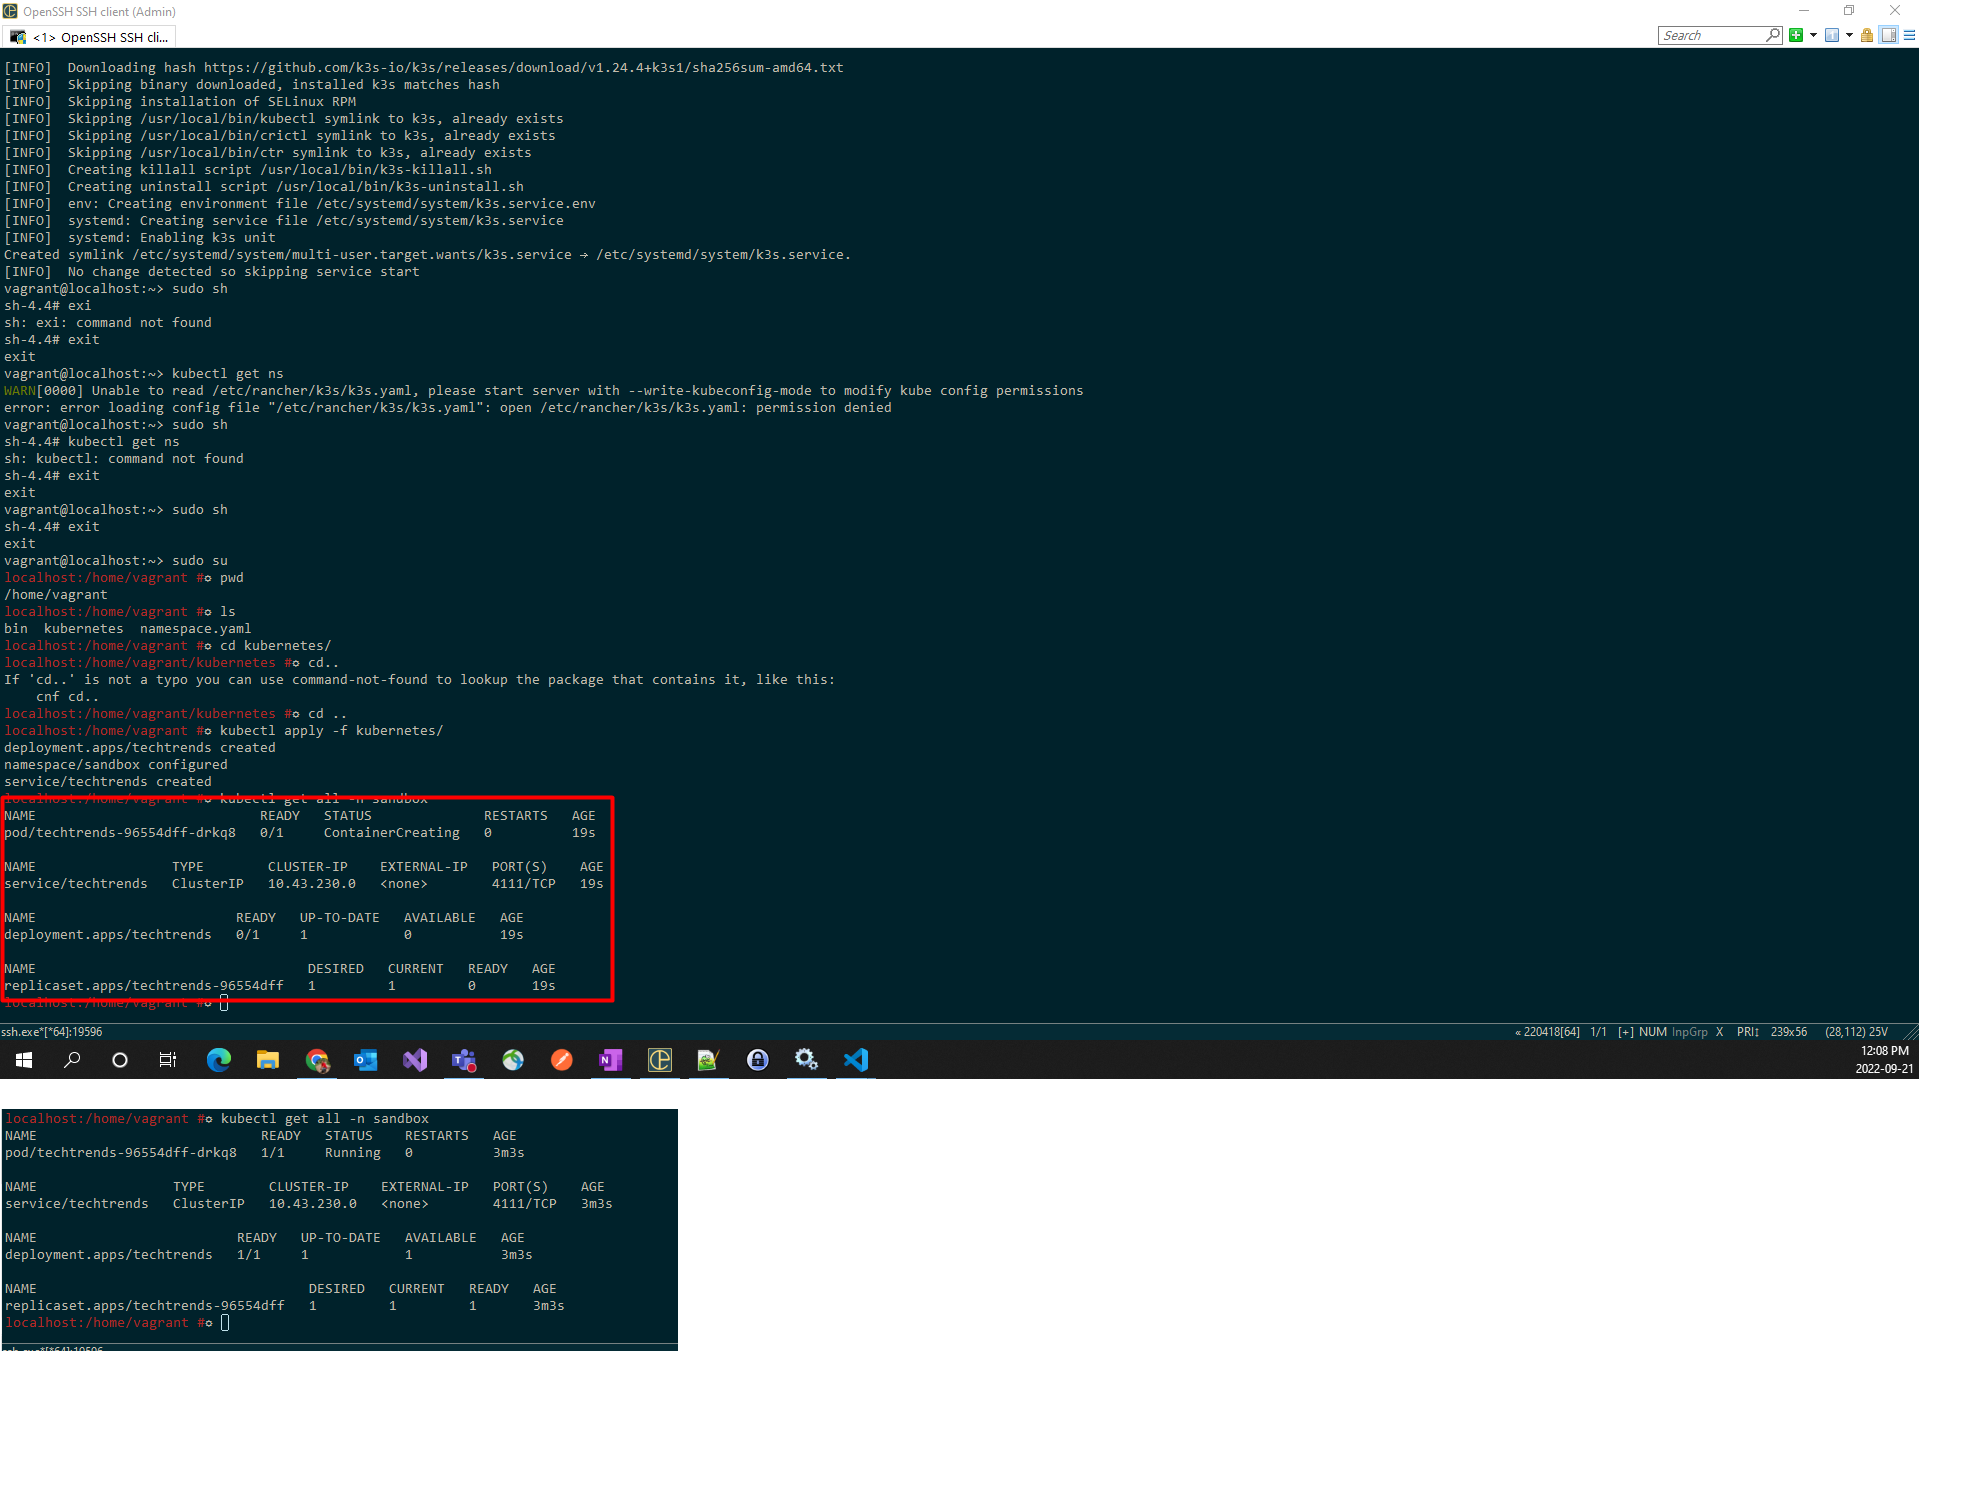 OpenSSH SSH client (Admin)
<1> OpenSSH SSH cli...
Search
[INFO]  Downloading hash https://github.com/k3s-io/k3s/releases/download/v1.24.4+k3s1/sha256sum-amd64.txt
[INFO]  Skipping binary downloaded, installed k3s matches hash
[INFO]  Skipping installation of SELinux RPM
[INFO]  Skipping /usr/local/bin/kubectl symlink to k3s, already exists
[INFO]  Skipping /usr/local/bin/crictl symlink to k3s, already exists
[INFO]  Skipping /usr/local/bin/ctr symlink to k3s, already exists
[INFO]  Creating killall script /usr/local/bin/k3s-killall.sh
[INFO]  Creating uninstall script /usr/local/bin/k3s-uninstall.sh
[INFO]  env: Creating environment file /etc/systemd/system/k3s.service.env
[INFO]  systemd: Creating service file /etc/systemd/system/k3s.service
[INFO]  systemd: Enabling k3s unit
Created symlink /etc/systemd/system/multi-user.target.wants/k3s.service → /etc/systemd/system/k3s.service.
[INFO]  No change detected so skipping service start
vagrant@localhost:~> sudo sh
sh-4.4# exi
sh: exi: command not found
sh-4.4# exit
exit
vagrant@localhost:~> kubectl get ns
WARN[0000] Unable to read /etc/rancher/k3s/k3s.yaml, please start server with --write-kubeconfig-mode to modify kube config permissions
error: error loading config file "/etc/rancher/k3s/k3s.yaml": open /etc/rancher/k3s/k3s.yaml: permission denied
vagrant@localhost:~> sudo sh
sh-4.4# kubectl get ns
sh: kubectl: command not found
sh-4.4# exit
exit
vagrant@localhost:~> sudo sh
sh-4.4# exit
exit
vagrant@localhost:~> sudo su
localhost:/home/vagrant # pwd
/home/vagrant
localhost:/home/vagrant # ls
bin  kubernetes  namespace.yaml
localhost:/home/vagrant # cd kubernetes/
localhost:/home/vagrant/kubernetes # cd..
If 'cd..' is not a typo you can use command-not-found to lookup the package that contains it, like this:
    cnf cd..
localhost:/home/vagrant/kubernetes # cd ..
localhost:/home/vagrant # kubectl apply -f kubernetes/
deployment.apps/techtrends created
namespace/sandbox configured
service/techtrends created
localhost:/home/vagrant # kubectl get all -n sandbox
NAME                            READY   STATUS              RESTARTS   AGE
pod/techtrends-96554dff-drkq8   0/1     ContainerCreating   0          19s
NAME                 TYPE        CLUSTER-IP    EXTERNAL-IP   PORT(S)    AGE
service/techtrends   ClusterIP   10.43.230.0   <none>        4111/TCP   19s
NAME                         READY   UP-TO-DATE   AVAILABLE   AGE
deployment.apps/techtrends   0/1     1            0           19s
NAME                                  DESIRED   CURRENT   READY   AGE
replicaset.apps/techtrends-96554dff   1         1         0       19s
localhost:/home/vagrant #
ssh.exe*[*64]:19596
« 220418[64]  1/1  [+] NUM InpGrp X  PRI↕  239x56  (28,112) 25V
12:08 PM
2022-09-21
localhost:/home/vagrant # kubectl get all -n sandbox
NAME                            READY   STATUS    RESTARTS   AGE
pod/techtrends-96554dff-drkq8   1/1     Running   0          3m3s
NAME                 TYPE        CLUSTER-IP    EXTERNAL-IP   PORT(S)    AGE
service/techtrends   ClusterIP   10.43.230.0   <none>        4111/TCP   3m3s
NAME                         READY   UP-TO-DATE   AVAILABLE   AGE
deployment.apps/techtrends   1/1     1            1           3m3s
NAME                                  DESIRED   CURRENT   READY   AGE
replicaset.apps/techtrends-96554dff   1         1         1       3m3s
localhost:/home/vagrant #
ssh.exe*[*64]:19596